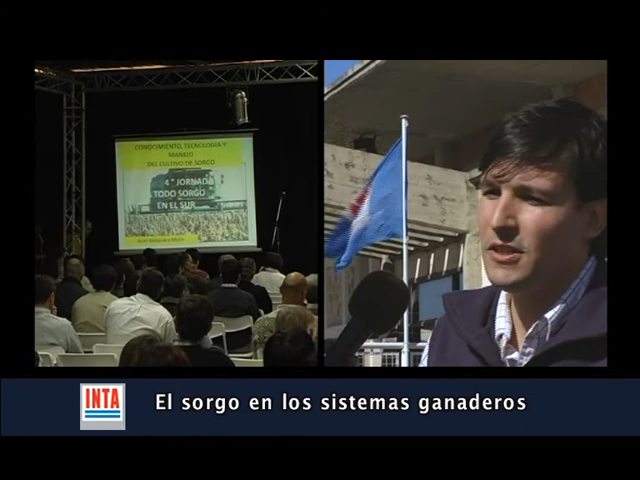 CONOCIMIENTO, TECNOLOGIA Y
MANEJO
DEL CULTIVO DE SORGO
4° JORNADA
TODO SORGO
EN EL SUR
INTA
El sorgo en los sistemas ganaderos